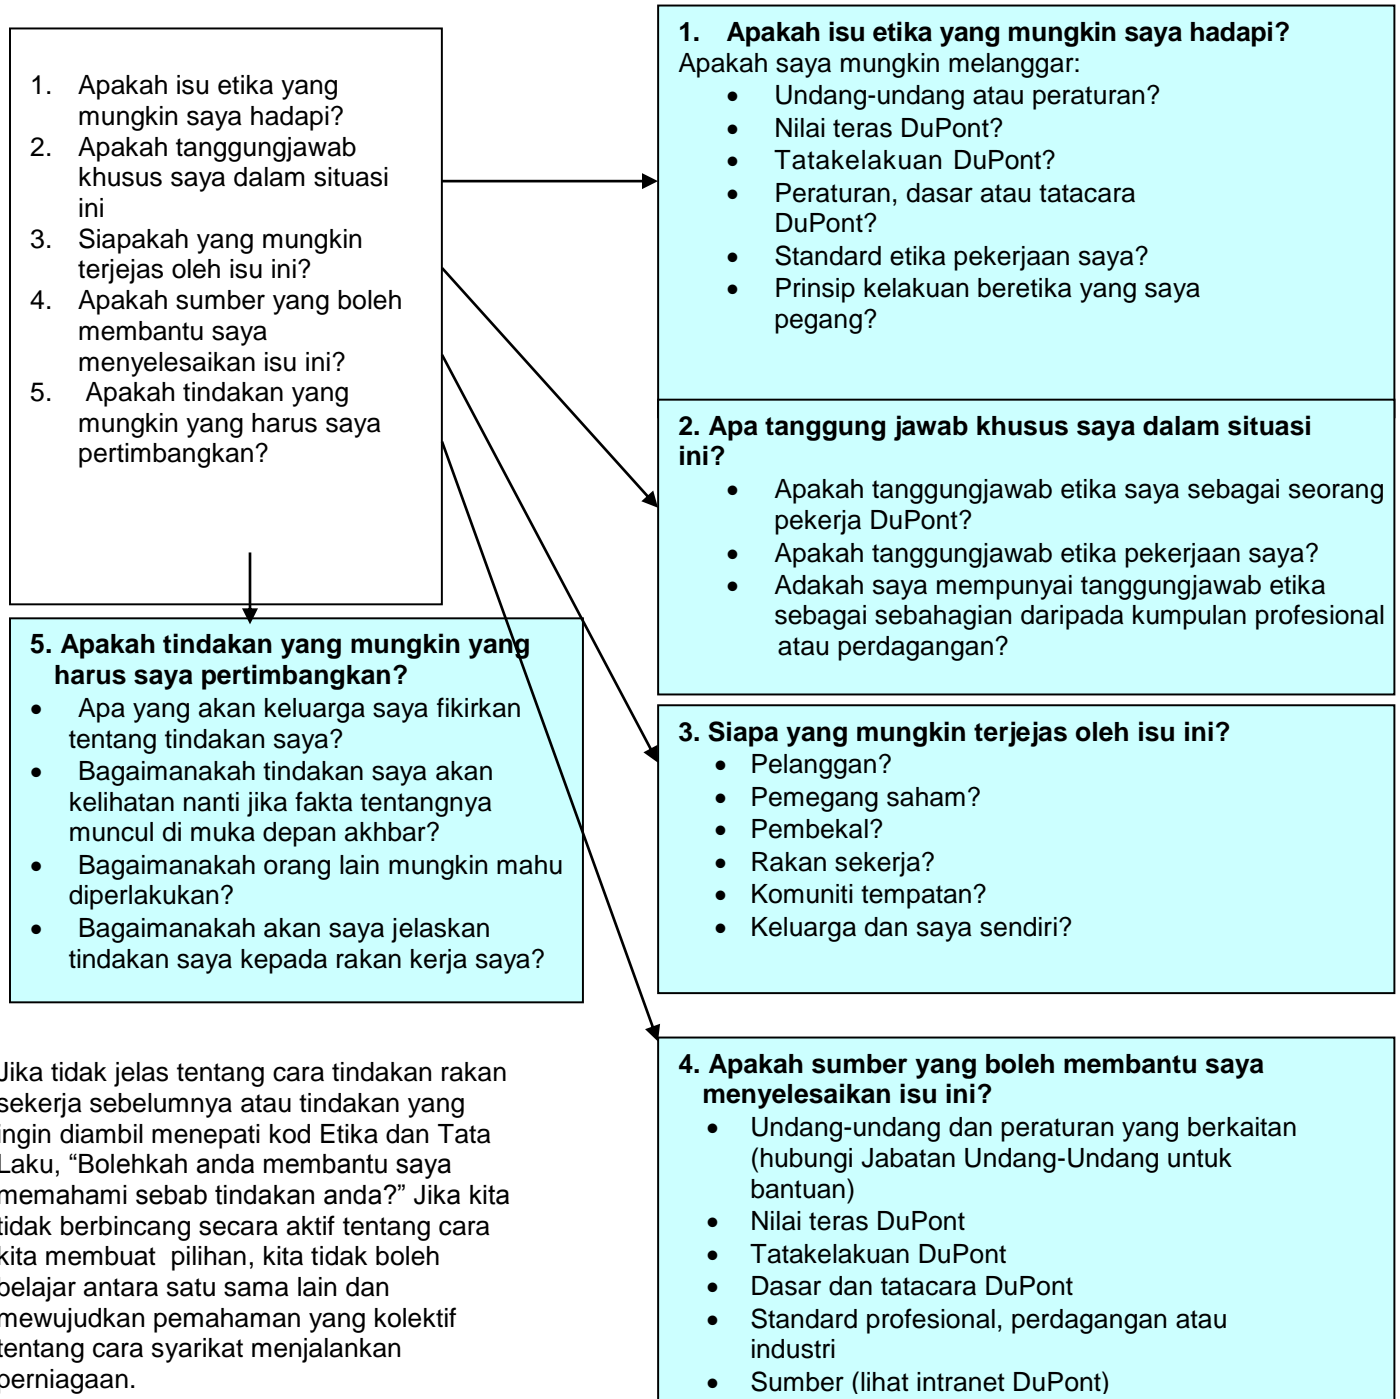 1. Apakah isu etika yang
mungkin saya hadapi?
2. Apakah tanggungjawab
khusus saya dalam situasi
ini
3. Siapakah yang mungkin
terjejas oleh isu ini?
4. Apakah sumber yang boleh
membantu saya
menyelesaikan isu ini?
5. Apakah tindakan yang
mungkin yang harus saya
pertimbangkan?
1. Apakah isu etika yang mungkin saya hadapi?
Apakah saya mungkin melanggar:
• Undang-undang atau peraturan?
• Nilai teras DuPont?
• Tatakelakuan DuPont?
• Peraturan, dasar atau tatacara
DuPont?
• Standard etika pekerjaan saya?
• Prinsip kelakuan beretika yang saya
pegang?
2. Apa tanggung jawab khusus saya dalam situasi
ini?
• Apakah tanggungjawab etika saya sebagai seorang
pekerja DuPont?
• Apakah tanggungjawab etika pekerjaan saya?
• Adakah saya mempunyai tanggungjawab etika
sebagai sebahagian daripada kumpulan profesional
atau perdagangan?
3. Siapa yang mungkin terjejas oleh isu ini?
• Pelanggan?
• Pemegang saham?
• Pembekal?
• Rakan sekerja?
• Komuniti tempatan?
• Keluarga dan saya sendiri?
4. Apakah sumber yang boleh membantu saya
menyelesaikan isu ini?
• Undang-undang dan peraturan yang berkaitan
(hubungi Jabatan Undang-Undang untuk
bantuan)
• Nilai teras DuPont
• Tatakelakuan DuPont
• Dasar dan tatacara DuPont
• Standard profesional, perdagangan atau
industri
• Sumber (lihat intranet DuPont)
5. Apakah tindakan yang mungkin yang
harus saya pertimbangkan?
• Apa yang akan keluarga saya fikirkan
tentang tindakan saya?
• Bagaimanakah tindakan saya akan
kelihatan nanti jika fakta tentangnya
muncul di muka depan akhbar?
• Bagaimanakah orang lain mungkin mahu
diperlakukan?
• Bagaimanakah akan saya jelaskan
tindakan saya kepada rakan kerja saya?
Jika tidak jelas tentang cara tindakan rakan
sekerja sebelumnya atau tindakan yang
ingin diambil menepati kod Etika dan Tata
Laku, “Bolehkah anda membantu saya
memahami sebab tindakan anda?” Jika kita
tidak berbincang secara aktif tentang cara
kita membuat pilihan, kita tidak boleh
belajar antara satu sama lain dan
mewujudkan pemahaman yang kolektif
tentang cara syarikat menjalankan
perniagaan.